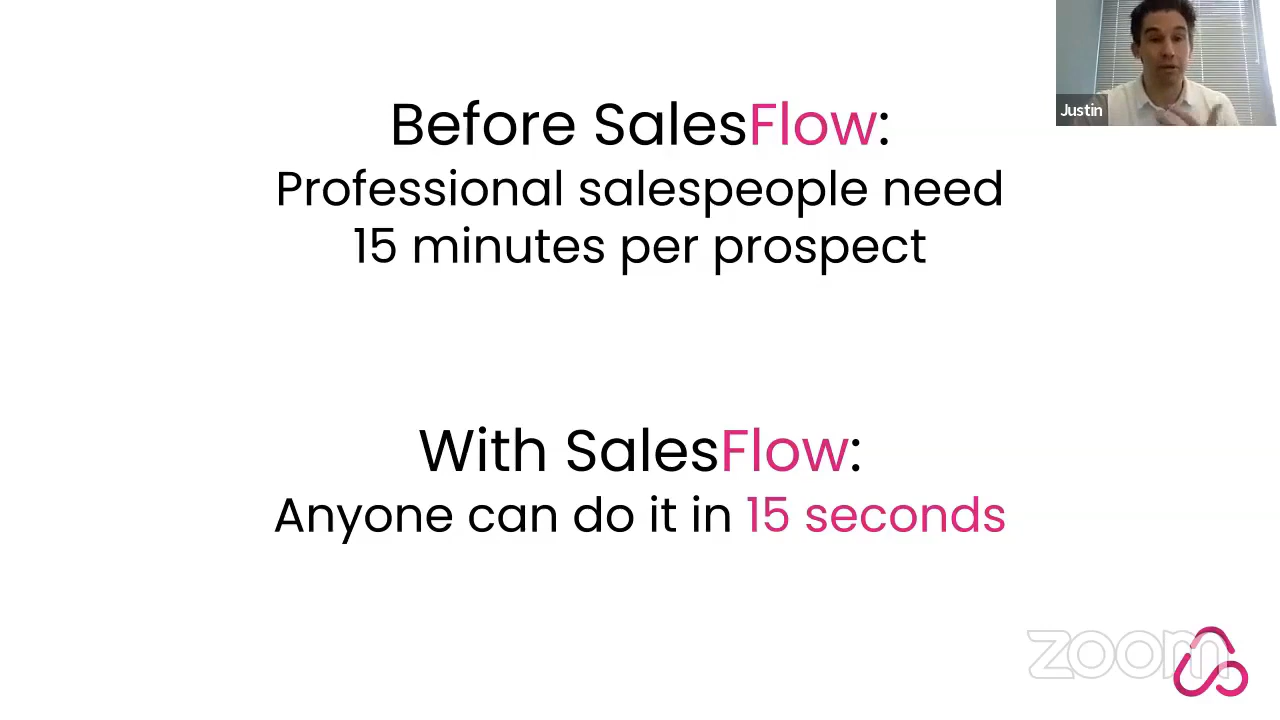 Before SalesFlow:
Professional salespeople need
15 minutes per prospect
With SalesFlow:
Anyone can do it in 15 seconds
Justin
zoom